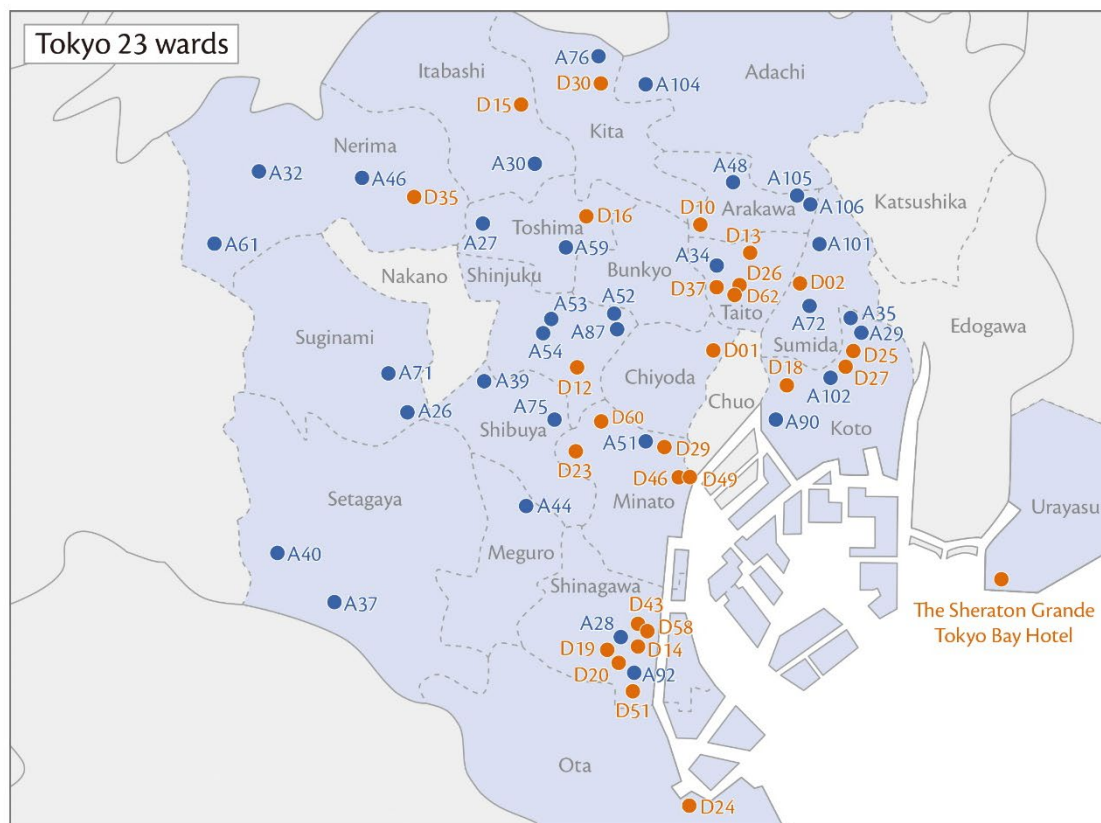 Tokyo 23 wards
A76
Itabashi
Adachi
D30
A104
D15
Kita
Nerima
A30
A48
A105
A32
A46
D35
D10
Arakawa
A106
Katsushika
D16
Toshima
A27
D13
A61
A59
A34
A101
Nakano
Shinjuku
Bunkyo
D26
D37
D62
D02
A53
A52
Taito
A72
A35
Suginami
A87
A29
Edogawa
A54
Sumida
D01
D25
A71
A39
D12
Chiyoda
D18
D27
A102
Chuo
A26
A75
D60
A90
Koto
Shibuya
A51
D29
D23
D46
D49
Setagaya
A44
Minato
Urayasu
A40
Meguro
Shinagawa
A37
D43
The Sheraton Grande
Tokyo Bay Hotel
A28
D58
D19
D14
D20
A92
D51
Ota
D24